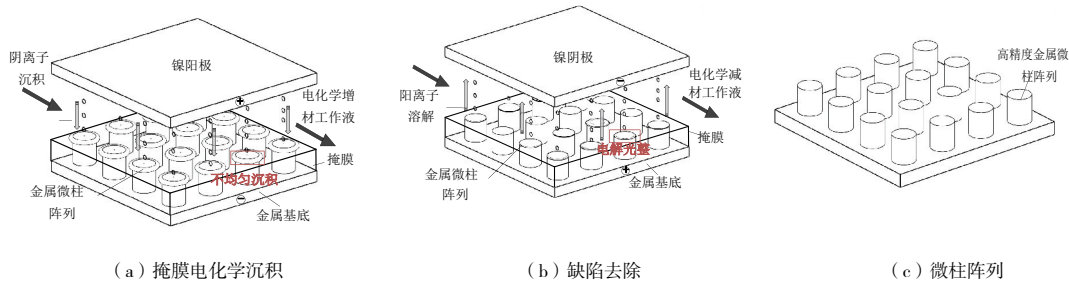 阴离子
沉积
镍阳极
电化学增
材工作液
掩膜
不均匀沉积
金属微柱
阵列
金属基底
(a)掩膜电化学沉积
镍阴极
阳离子
溶解
电化学减
材工作液
掩膜
电解光整
金属微柱
阵列
金属基底
(b)缺陷去除
高精度金属微
柱阵列
(c)微柱阵列